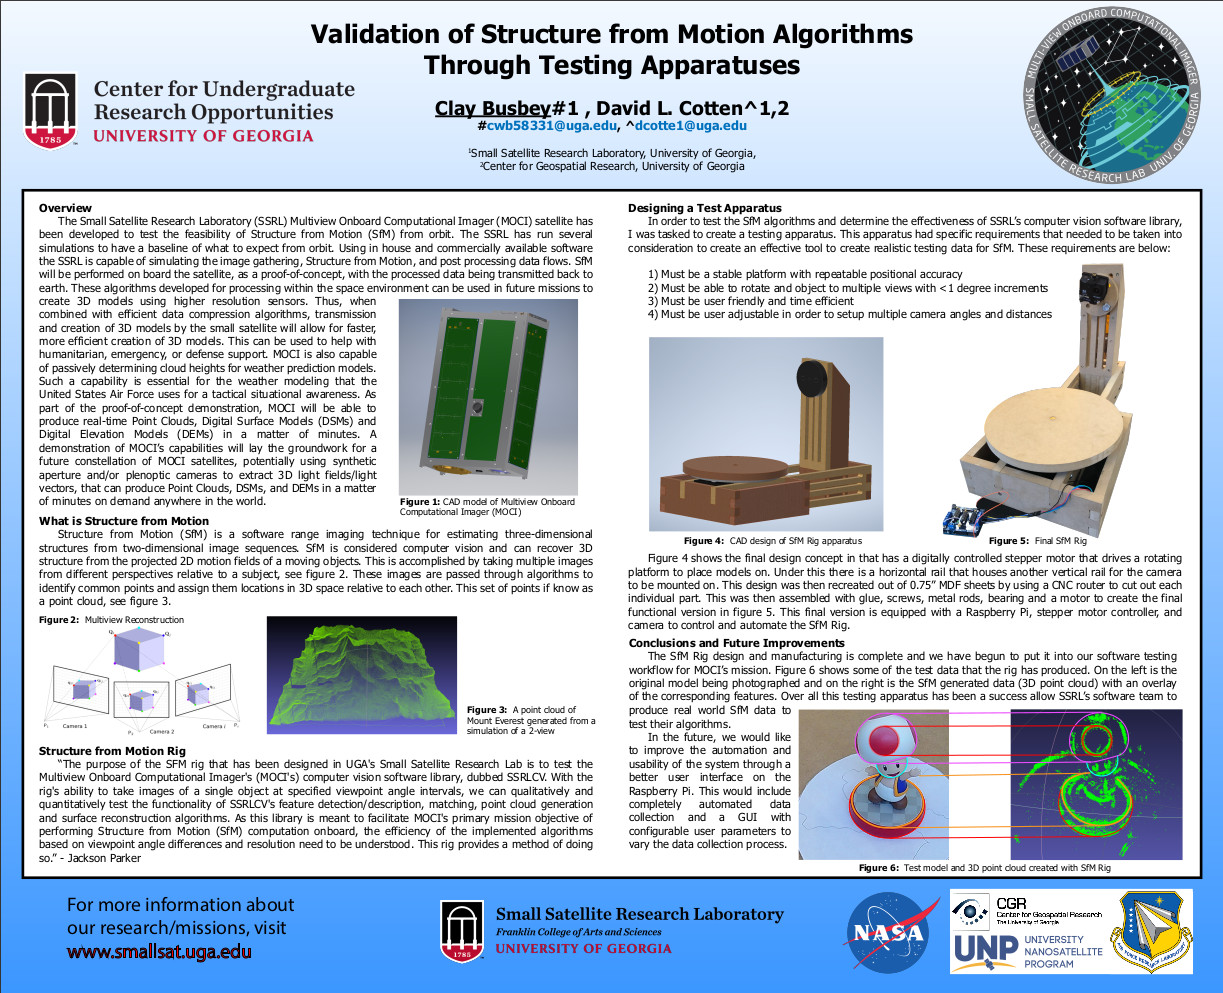 Validation of Structure from Motion Algorithms
Through Testing Apparatuses
Clay Busbey#1 , David L. Cotten^1,2
#cwb58331@uga.edu, ^dcotte1@uga.edu
1Small Satellite Research Laboratory, University of Georgia,
2Center for Geospatial Research, University of Georgia
1785
Center for Undergraduate
Research Opportunities
UNIVERSITY OF GEORGIA
MULTI-VIEW ONBOARD COMPUTATIONAL IMAGER
SMALL SATELLITE RESEARCH LAB UNIV. OF GEORGIA
Overview
The Small Satellite Research Laboratory (SSRL) Multiview Onboard Computational Imager (MOCI) satellite has
been developed to test the feasibility of Structure from Motion (SfM) from orbit. The SSRL has run several
simulations to have a baseline of what to expect from orbit. Using in house and commercially available software
the SSRL is capable of simulating the image gathering, Structure from Motion, and post processing data flows. SfM
will be performed on board the satellite, as a proof-of-concept, with the processed data being transmitted back to
earth. These algorithms developed for processing within the space environment can be used in future missions to
create 3D models using higher resolution sensors. Thus, when
combined with efficient data compression algorithms, transmission
and creation of 3D models by the small satellite will allow for faster,
more efficient creation of 3D models. This can be used to help with
humanitarian, emergency, or defense support. MOCI is also capable
of passively determining cloud heights for weather prediction models.
Such a capability is essential for the weather modeling that the
United States Air Force uses for a tactical situational awareness. As
part of the proof-of-concept demonstration, MOCI will be able to
produce real-time Point Clouds, Digital Surface Models (DSMs) and
Digital Elevation Models (DEMs) in a matter of minutes. A
demonstration of MOCI's capabilities will lay the groundwork for a
future constellation of MOCI satellites, potentially using synthetic
aperture and/or plenoptic cameras to extract 3D light fields/light
vectors, that can produce Point Clouds, DSMs, and DEMs in a matter
of minutes on demand anywhere in the world.
Figure 1: CAD model of Multiview Onboard
Computational Imager (MOCI)
What is Structure from Motion
Structure from Motion (SfM) is a software range imaging technique for estimating three-dimensional
structures from two-dimensional image sequences. SfM is considered computer vision and can recover 3D
structure from the projected 2D motion fields of a moving objects. This is accomplished by taking multiple images
from different perspectives relative to a subject, see figure 2. These images are passed through algorithms to
identify common points and assign them locations in 3D space relative to each other. This set of points if know as
a point cloud, see figure 3.
Figure 2: Multiview Reconstruction
Camera 1
Camera 2
Camera i
Figure 3: A point cloud of
Mount Everest generated from a
simulation of a 2-view
Structure from Motion Rig
"The purpose of the SFM rig that has been designed in UGA's Small Satellite Research Lab is to test the
Multiview Onboard Computational Imager's (MOCI's) computer vision software library, dubbed SSRLCV. With the
rig's ability to take images of a single object at specified viewpoint angle intervals, we can qualitatively and
quantitatively test the functionality of SSRLCV's feature detection/description, matching, point cloud generation
and surface reconstruction algorithms. As this library is meant to facilitate MOCI's primary mission objective of
performing Structure from Motion (SfM) computation onboard, the efficiency of the implemented algorithms
based on viewpoint angle differences and resolution need to be understood. This rig provides a method of doing
so." - Jackson Parker
Designing a Test Apparatus
In order to test the SfM algorithms and determine the effectiveness of SSRL's computer vision software library,
I was tasked to create a testing apparatus. This apparatus had specific requirements that needed to be taken into
consideration to create an effective tool to create realistic testing data for SfM. These requirements are below:
1) Must be a stable platform with repeatable positional accuracy
2) Must be able to rotate and object to multiple views with <1 degree increments
3) Must be user friendly and time efficient
4) Must be user adjustable in order to setup multiple camera angles and distances
Figure 4: CAD design of SfM Rig apparatus
Figure 5: Final SfM Rig
Figure 4 shows the final design concept in that has a digitally controlled stepper motor that drives a rotating
platform to place models on. Under this there is a horizontal rail that houses another vertical rail for the camera
to be mounted on. This design was then recreated out of 0.75" MDF sheets by using a CNC router to cut out each
individual part. This was then assembled with glue, screws, metal rods, bearing and a motor to create the final
functional version in figure 5. This final version is equipped with a Raspberry Pi, stepper motor controller, and
camera to control and automate the SfM Rig.
Conclusions and Future Improvements
The SfM Rig design and manufacturing is complete and we have begun to put it into our software testing
workflow for MOCI's mission. Figure 6 shows some of the test data that the rig has produced. On the left is the
original model being photographed and on the right is the SfM generated data (3D point cloud) with an overlay
of the corresponding features. Over all this testing apparatus has been a success allow SSRL's software team to
produce real world SfM data to
test their algorithms.
In the future, we would like
to improve the automation and
usability of the system through a
better user interface on the
Raspberry Pi. This would include
completely automated data
collection and a GUI with
configurable user parameters to
vary the data collection process.
Figure 6: Test model and 3D point cloud created with SfM Rig
For more information about
our research/missions, visit
www.smallsat.uga.edu
1785
Small Satellite Research Laboratory
Franklin College of Arts and Sciences
UNIVERSITY OF GEORGIA
NASA
CGR
Center for Geospatial Research
The University of Georgia
UNP
UNIVERSITY
NANOSATELLITE
PROGRAM
AIR FORCE RESEARCH LABORATORY